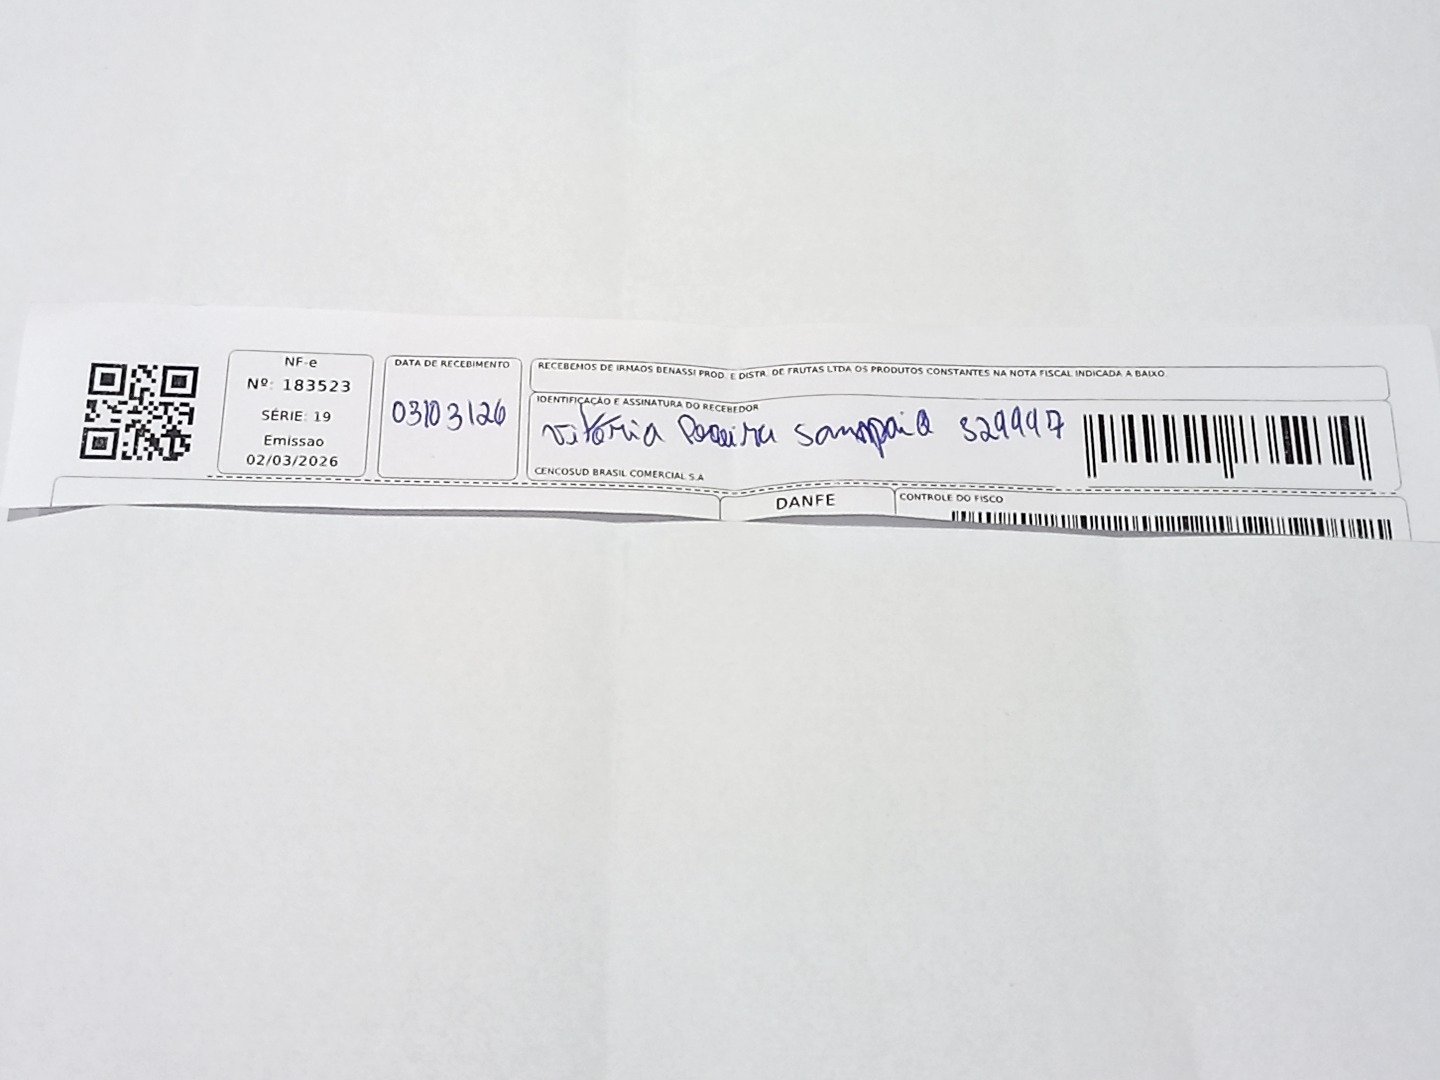 NF-e
Nº: 183523
SÉRIE: 19
Emissao
02/03/2026
DATA DE RECEBIMENTO
03/03/26
RECEBEMOS DE IRMAOS BENASSI PROD. E DISTR. DE FRUTAS LTDA OS PRODUTOS CONSTANTES NA NOTA FISCAL INDICADA A BAIXO
IDENTIFICAÇÃO E ASSINATURA DO RECEBEDOR
Vitória Pereira Sampaio 329997
CENCOSUD BRASIL COMERCIAL S.A
DANFE
CONTROLE DO FISCO